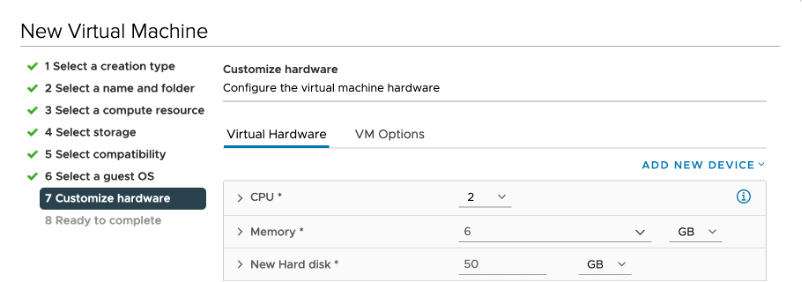 New Virtual Machine
1 Select a creation type
2 Select a name and folder
3 Select a compute resource
4 Select storage
5 Select compatibility
6 Select a guest OS
7 Customize hardware
8 Ready to complete
Customize hardware
Configure the virtual machine hardware
Virtual Hardware VM Options
ADD NEW DEVICE
CPU * 2
Memory * 6 GB
New Hard disk * 50 GB